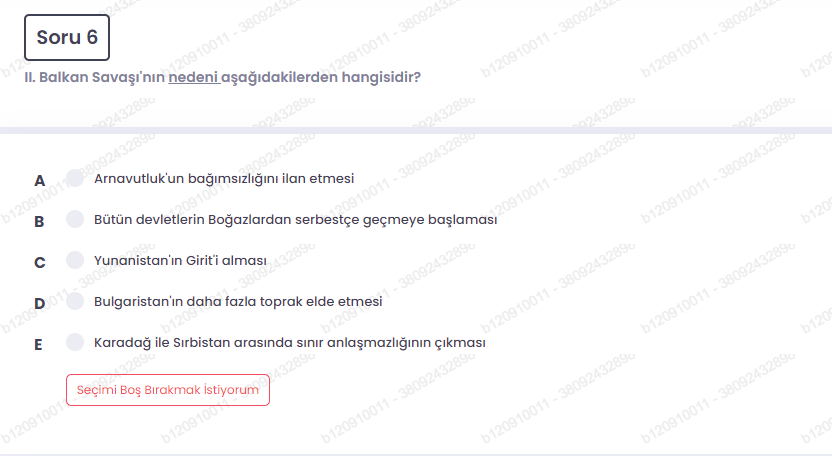 Soru 6
II. Balkan Savaşı'nın nedeni aşağıdakilerden hangisidir?
A Arnavutluk'un bağımsızlığını ilan etmesi
B Bütün devletlerin Boğazlardan serbestçe geçmeye başlaması
C Yunanistan'ın Girit'i alması
D Bulgaristan'ın daha fazla toprak elde etmesi
E Karadağ ile Sırbistan arasında sınır anlaşmazlığının çıkması
Seçimi Boş Bırakmak İstiyorum
b120910011 - 38092432898